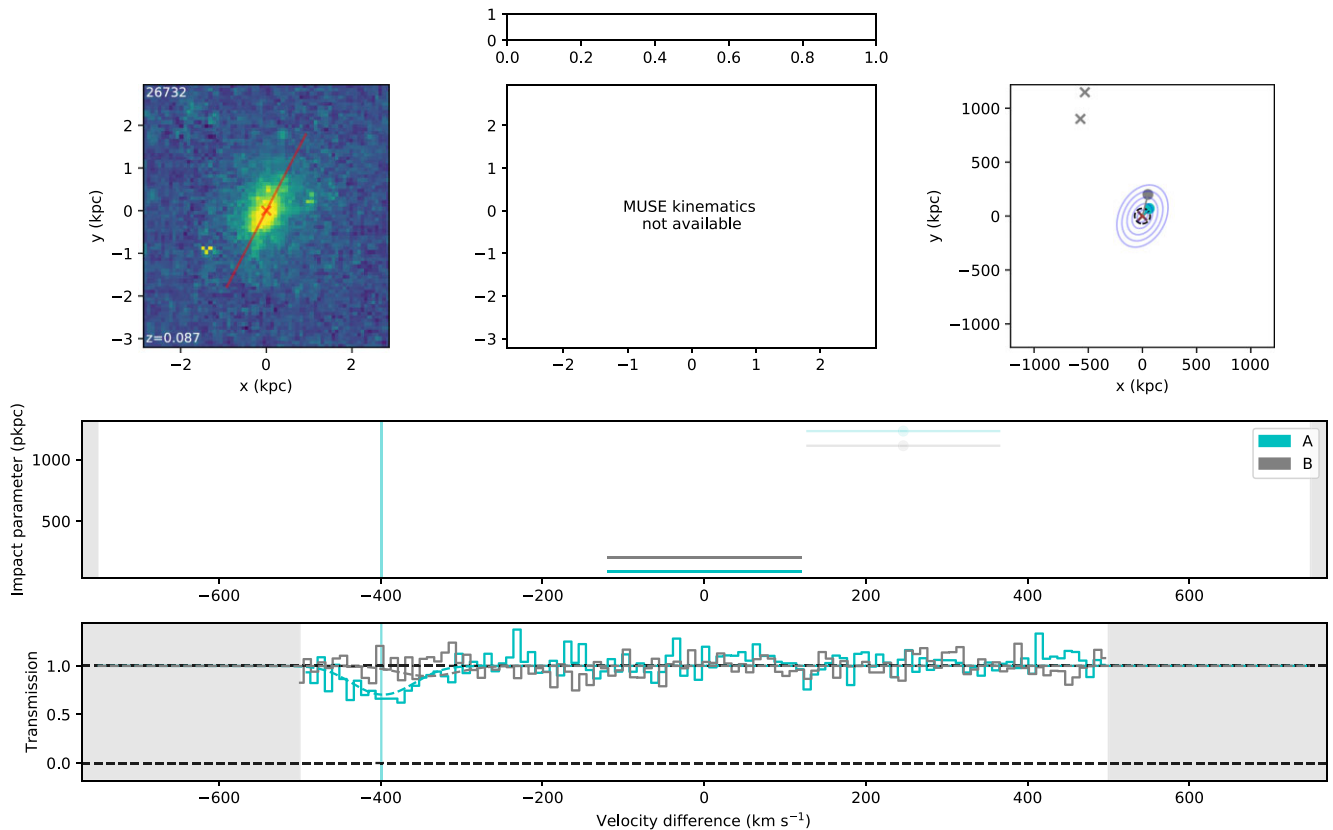 1
0
0.0 0.2 0.4 0.6 0.8 1.0
26732
z=0.087
2
1
0
−1
−2
−3
y (kpc)
−2 0 2
x (kpc)
2
1
0
−1
−2
−3
MUSE kinematics
not available
−2 −1 0 1 2
x (kpc)
1000
500
0
−500
−1000
y (kpc)
−1000 −500 0 500 1000
x (kpc)
Impact parameter (pkpc)
1000
500
A
B
−600 −400 −200 0 200 400 600
Transmission
1.0
0.5
0.0
−600 −400 −200 0 200 400 600
Velocity difference (km s⁻¹)